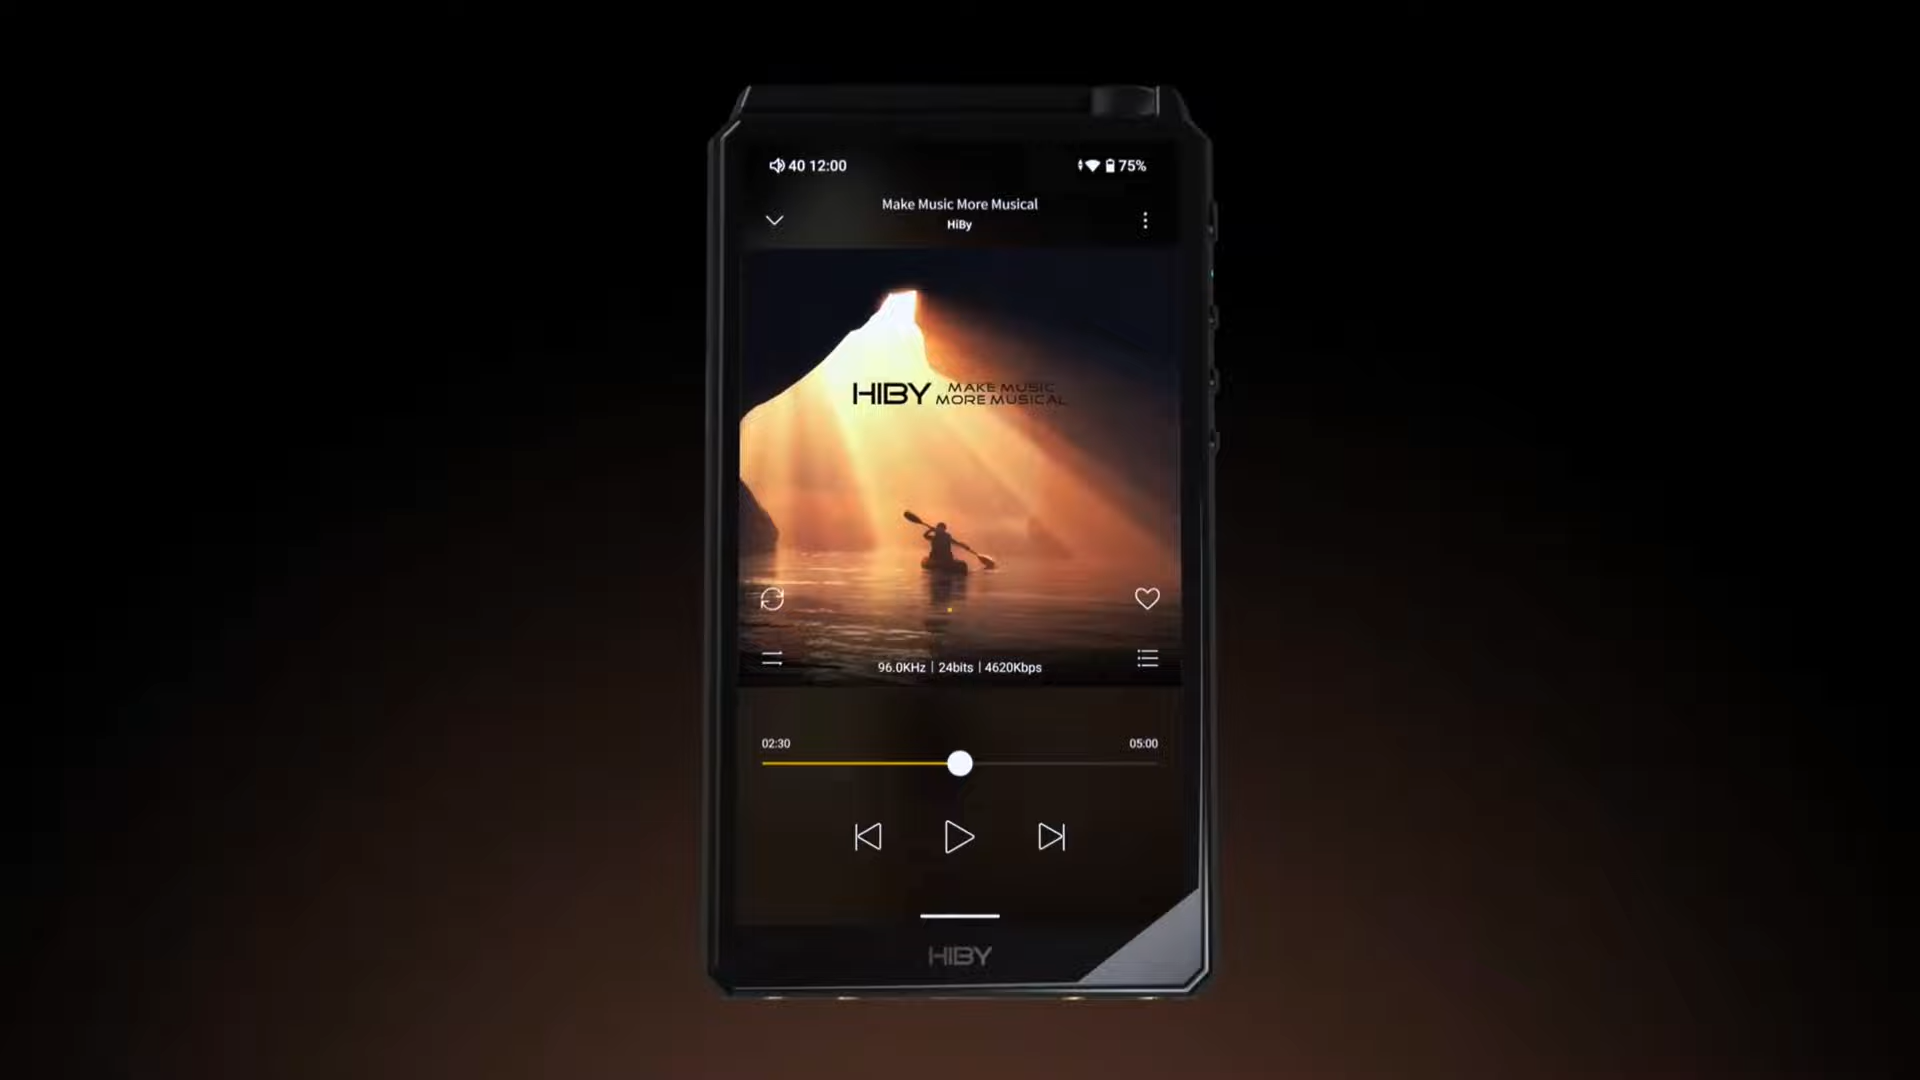 40 12:00
75%
Make Music More Musical
HiBy
HIBY MAKE MUSIC
MORE MUSICAL
96.0KHz | 24bits | 4620Kbps
02:30
05:00
HIBY